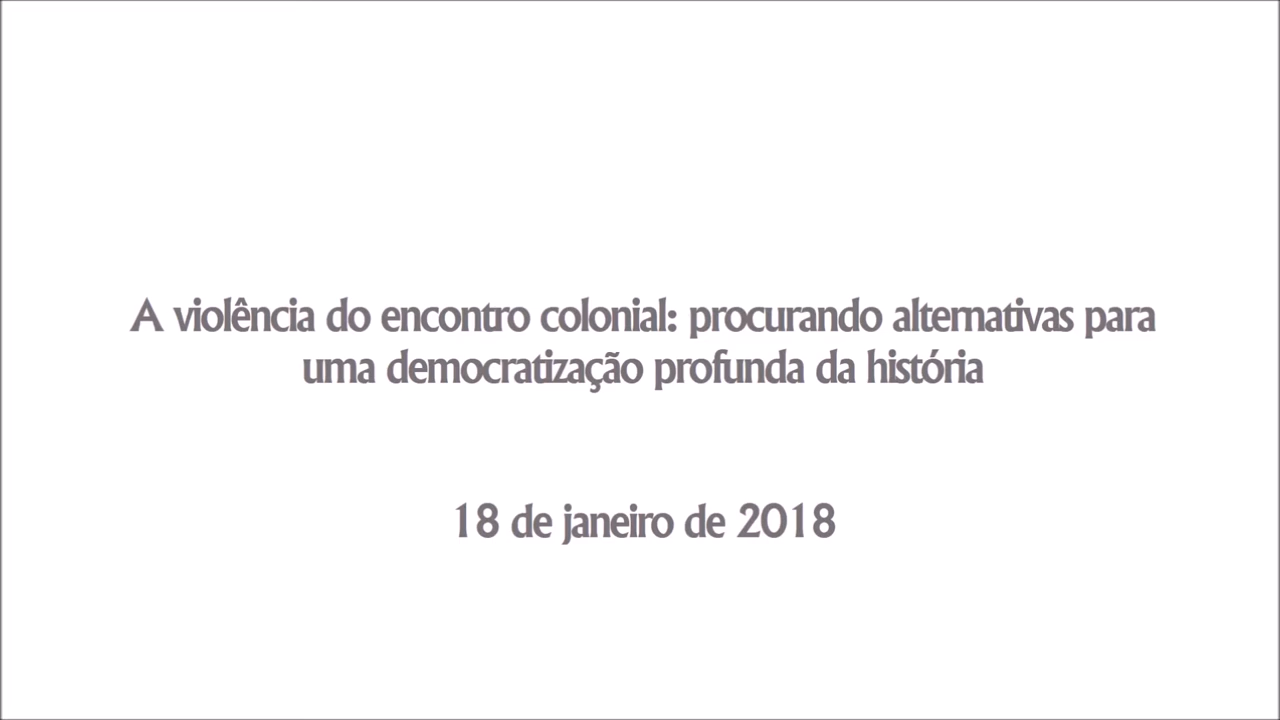 A violência do encontro colonial: procurando alternativas para
uma democratização profunda da história
18 de janeiro de 2018